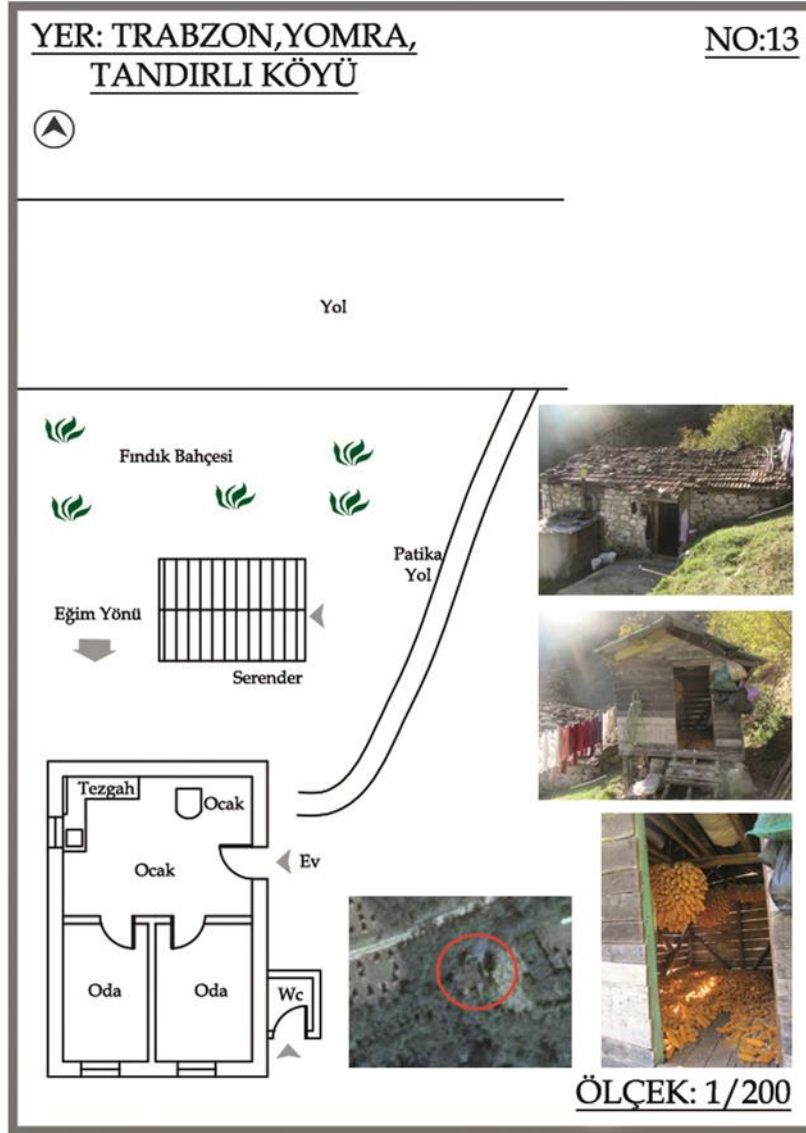 YER: TRABZON,YOMRA,
TANDIRLI KÖYÜ
NO:13
Yol
Fındık Bahçesi
Patika
Yol
Eğim Yönü
Serender
Tezgah
Ocak
Ocak
Ev
Oda
Oda
Wc
ÖLÇEK: 1/200